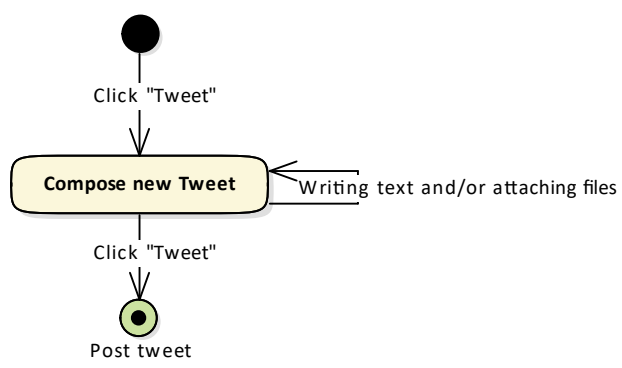 Click "Tweet"
Compose new Tweet
Writing text and/or attaching files
Click "Tweet"
Post tweet